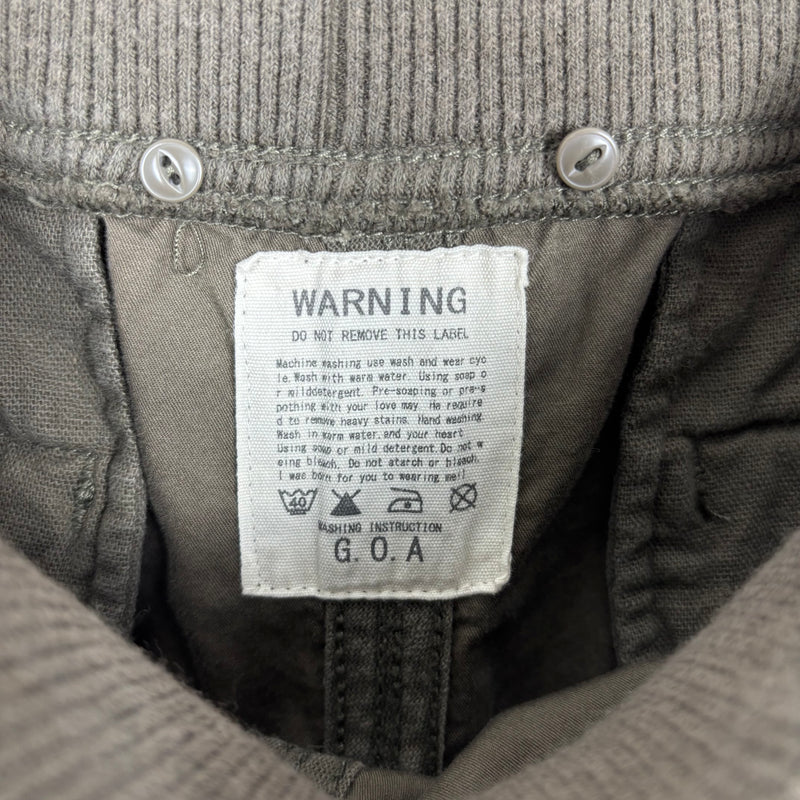 WARNING
DO NOT REMOVE THIS LABEL
Machine washing use wash and wear cyc
le. Wash with warm water. Using soap o
r milddetergent. Pre-soaping or pre-s
pothing with your love may. Ha require
d to remove heavy stains. Hand washing
Wash in warm water, and your heart
Using soap or mild detergent. Do not w
eing bleach. Do not atarch or bleach.
I was born for you to wearing me!!
40
WASHING INSTRUCTION
G.O.A